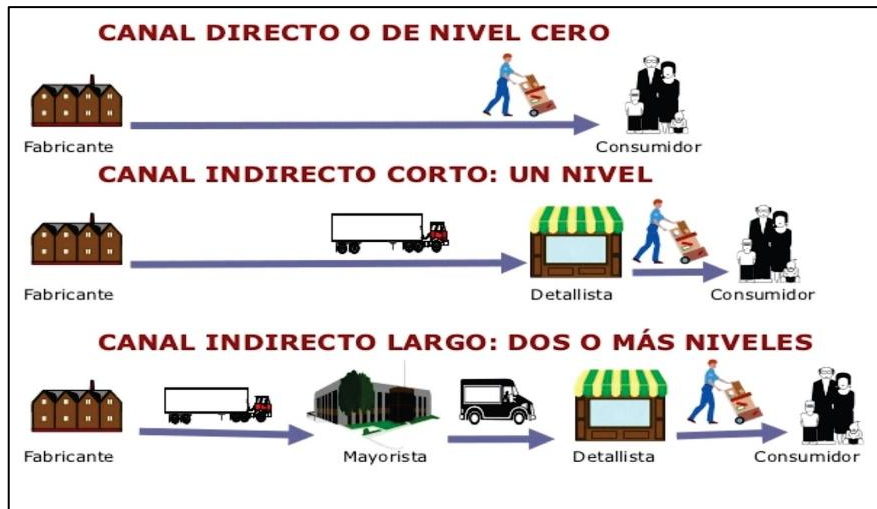 CANAL DIRECTO O DE NIVEL CERO
Fabricante
Consumidor
CANAL INDIRECTO CORTO: UN NIVEL
Fabricante
Detallista
Consumidor
CANAL INDIRECTO LARGO: DOS O MÁS NIVELES
Fabricante
Mayorista
Detallista
Consumidor